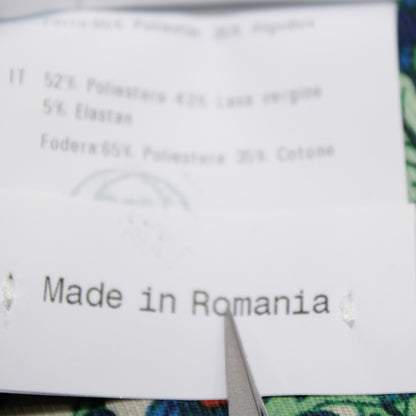 IT 52% Poliestere 43% Lana vergine
5% Elastan
Fodera:65% Poliestere 35% Cotone
Made in Romania